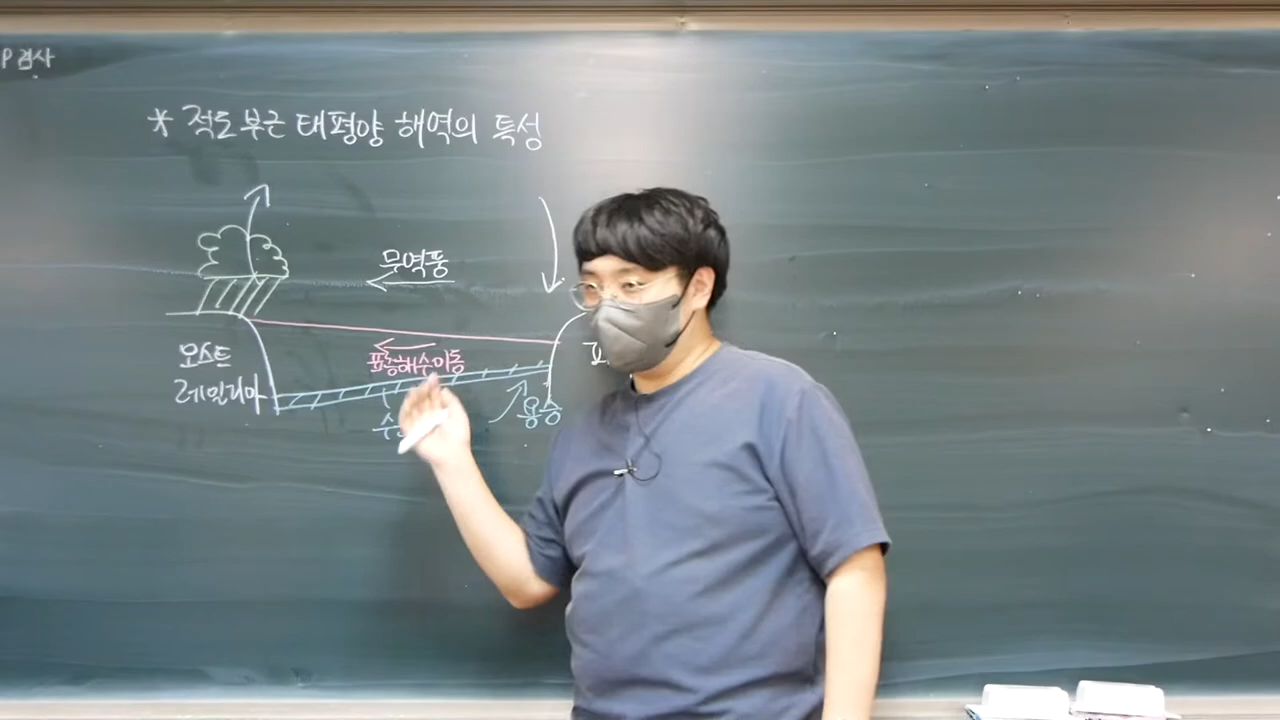 P검사
* 적도 부근 태평양 해역의 특성
무역풍
표층해수이동
오스트
레일리아
용승